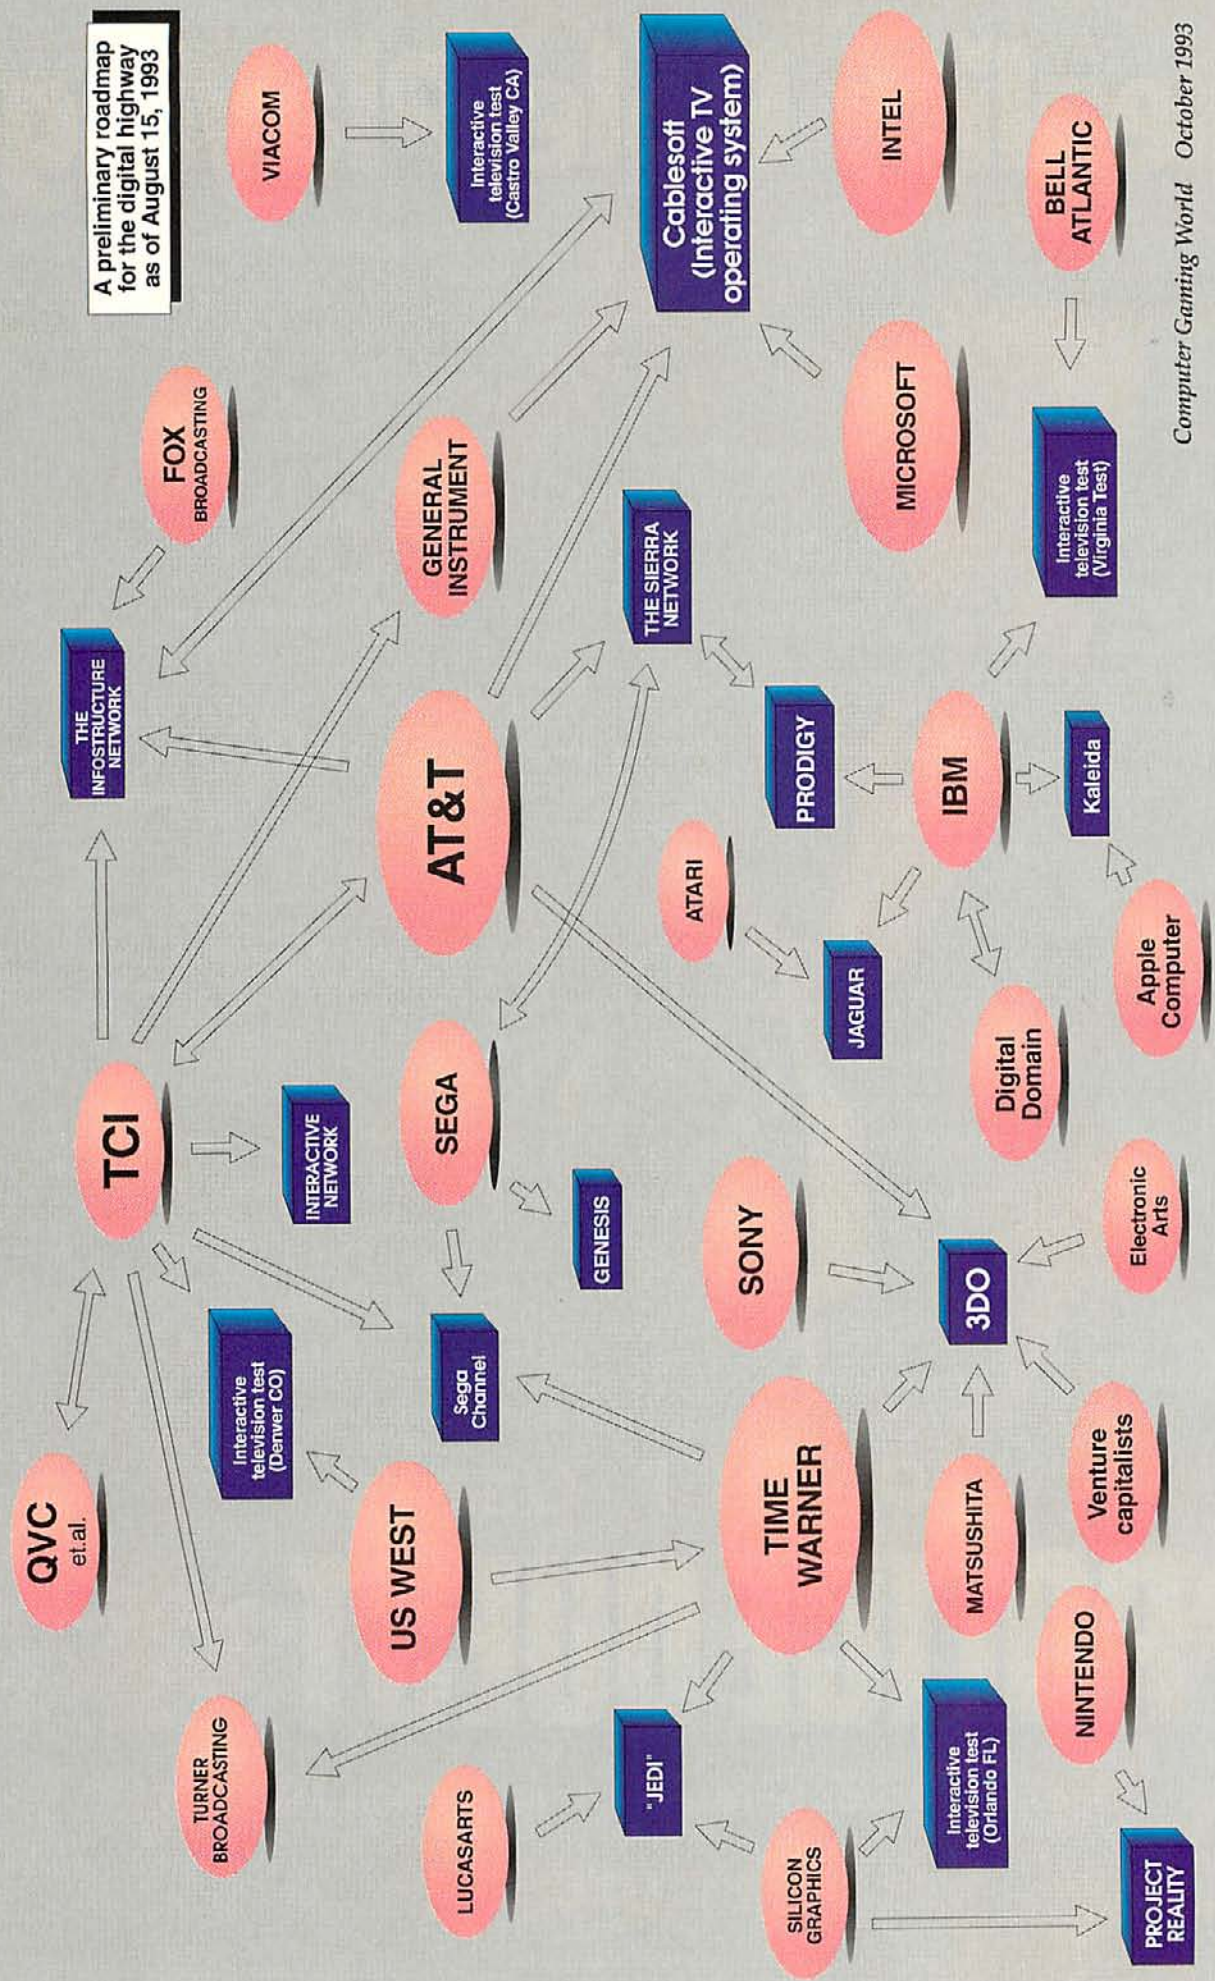 A preliminary roadmap
for the digital highway
as of August 15, 1993
QVC
et.al.
TCI
THE
INFOSTRUCTURE
NETWORK
FOX
BROADCASTING
VIACOM
TURNER
BROADCASTING
Interactive
television test
(Denver CO)
INTERACTIVE
NETWORK
US WEST
SEGA
AT&T
GENERAL
INSTRUMENT
Interactive
television test
(Castro Valley CA)
LUCASARTS
Sega
Channel
GENESIS
THE SIERRA
NETWORK
Cablesoft
(Interactive TV
operating system)
"JEDI"
TIME
WARNER
SONY
ATARI
PRODIGY
MICROSOFT
INTEL
SILICON
GRAPHICS
JAGUAR
IBM
Interactive
television test
(Orlando FL)
MATSUSHITA
3DO
Digital
Domain
Kaleida
Interactive
television test
(Virginia Test)
BELL
ATLANTIC
NINTENDO
Venture
capitalists
Electronic
Arts
Apple
Computer
PROJECT
REALITY
Computer Gaming World October 1993